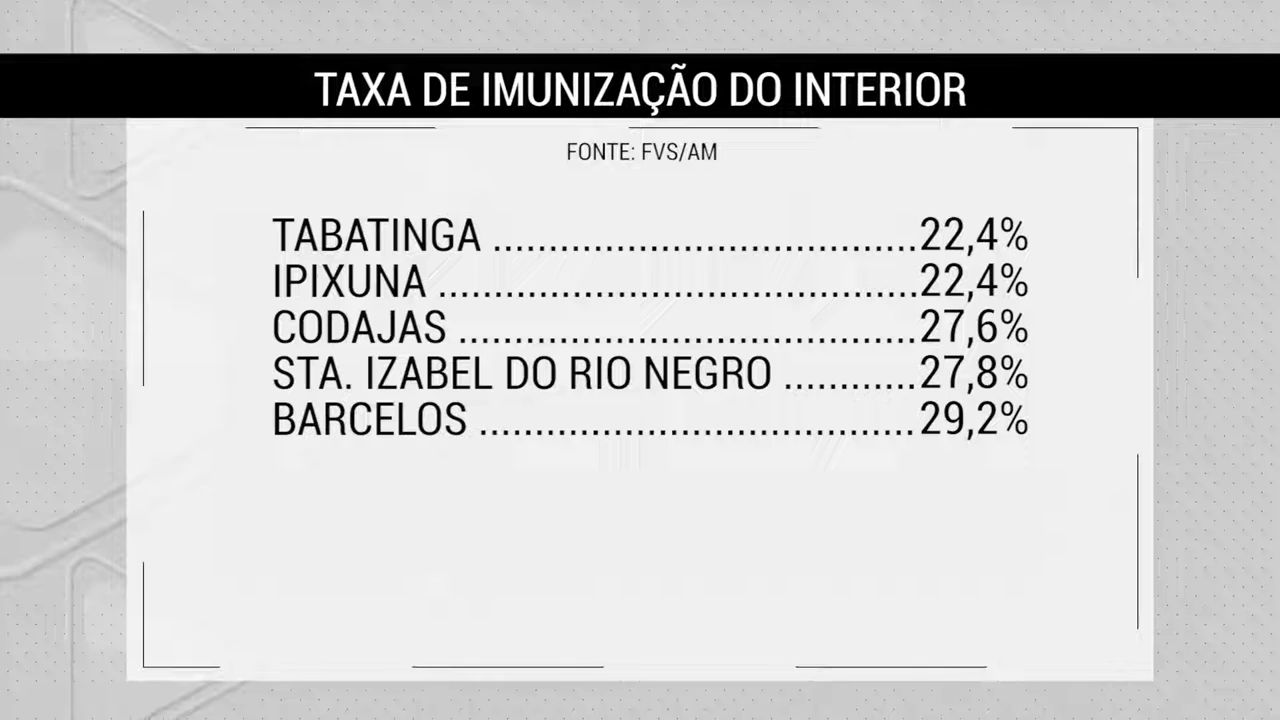 TAXA DE IMUNIZAÇÃO DO INTERIOR
FONTE: FVS/AM
TABATINGA ......................................22,4%
IPIXUNA ...........................................22,4%
CODAJAS .........................................27,6%
STA. IZABEL DO RIO NEGRO ............27,8%
BARCELOS .......................................29,2%